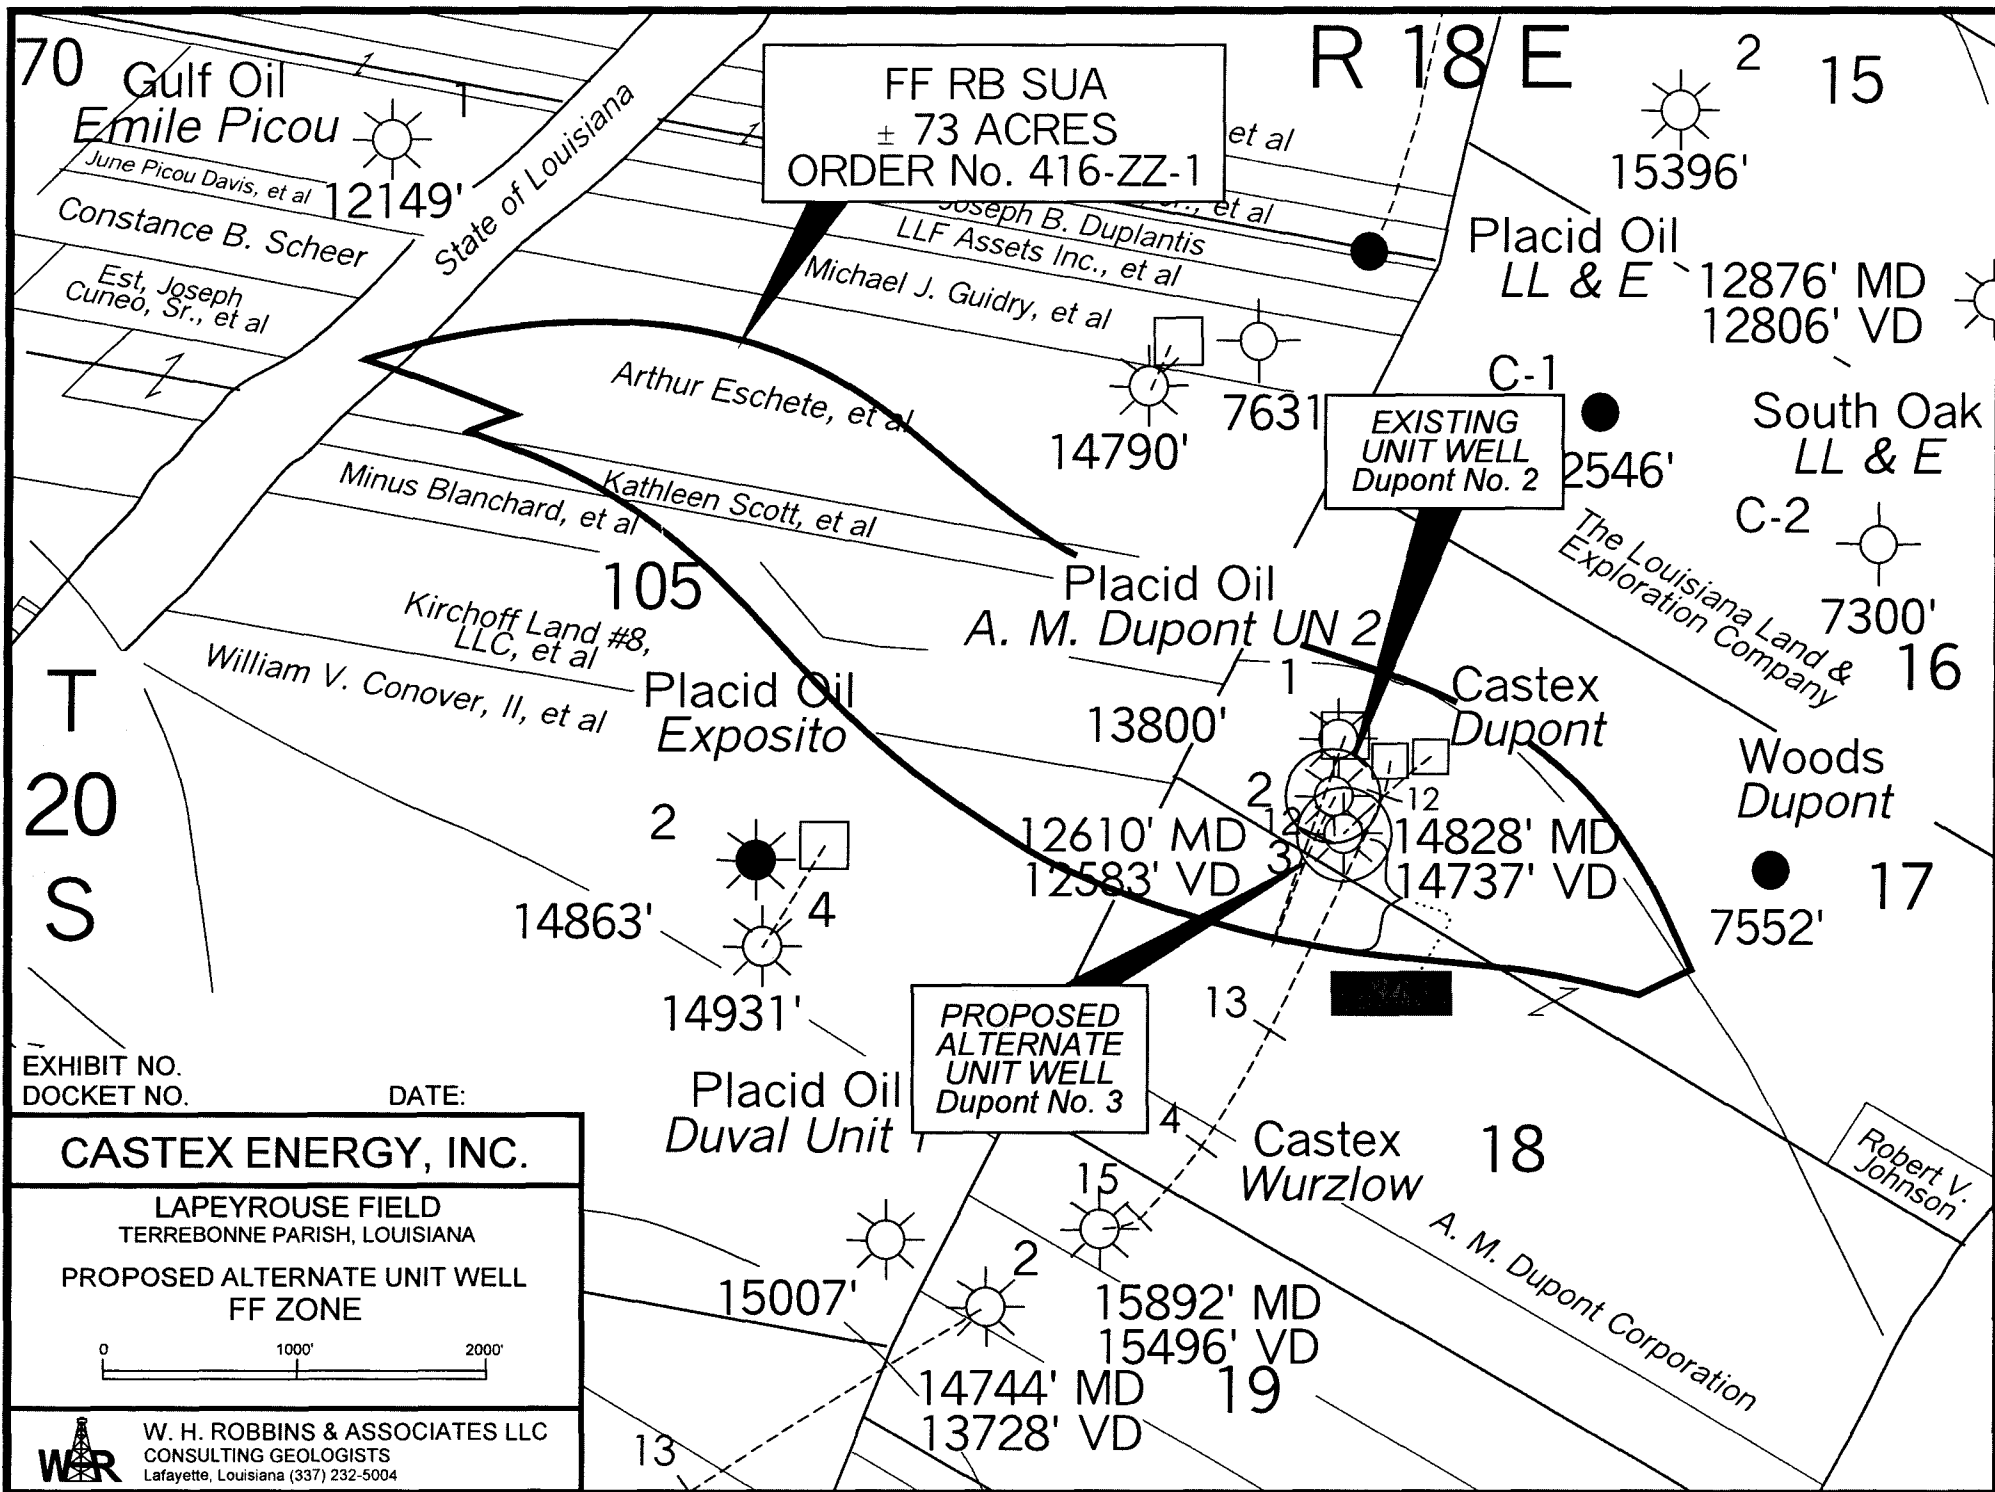 70
Gulf Oil
Emile Picou
1
June Picou Davis, et al
12149'
Constance B. Scheer
Est, Joseph
Cuneo, Sr., et al
State of Louisiana
FF RB SUA
± 73 ACRES
ORDER No. 416-ZZ-1
et al
et al
Joseph B. Duplantis
LLF Assets Inc., et al
Michael J. Guidry, et al
R 18 E
2
15
15396'
Placid Oil
LL & E
12876' MD
12806' VD
C-1
2546'
South Oak
LL & E
C-2
7300'
16
The Louisiana Land &
Exploration Company
Arthur Eschete, et al
14790'
7631
EXISTING
UNIT WELL
Dupont No. 2
Minus Blanchard, et al
Kathleen Scott, et al
105
Kirchoff Land #8,
LLC, et al
William V. Conover, II, et al
T
20
S
Placid Oil
A. M. Dupont UN 2
1
13800'
Castex
Dupont
Placid Oil
Exposito
2
14863'
4
14931'
2
12
12
12610' MD
12583' VD
3
14828' MD
14737' VD
Woods
Dupont
7552'
17
13
PROPOSED
ALTERNATE
UNIT WELL
Dupont No. 3
Placid Oil
Duval Unit 1
15007'
4
15
Castex
Wurzlow
18
Robert V.
Johnson
A. M. Dupont Corporation
2
15892' MD
15496' VD
14744' MD
13728' VD
19
13
EXHIBIT NO.
DOCKET NO. DATE:
CASTEX ENERGY, INC.
LAPEYROUSE FIELD
TERREBONNE PARISH, LOUISIANA
PROPOSED ALTERNATE UNIT WELL
FF ZONE
0 1000' 2000'
W. H. ROBBINS & ASSOCIATES LLC
CONSULTING GEOLOGISTS
Lafayette, Louisiana (337) 232-5004